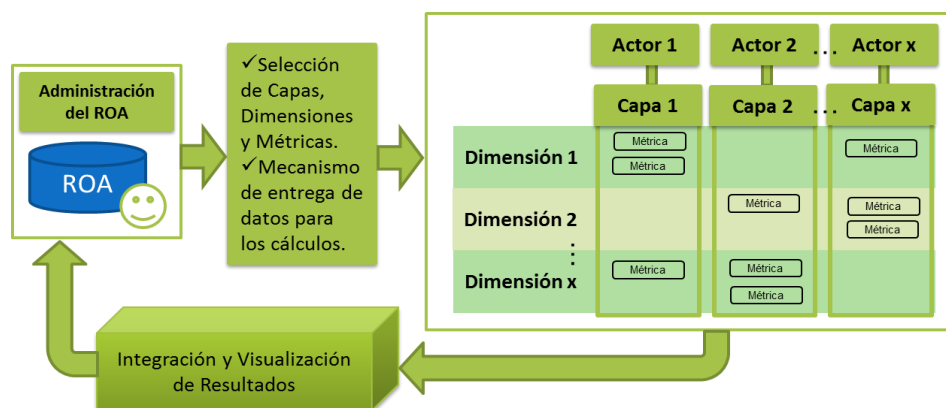 Administración
del ROA
ROA
✓Selección
de Capas,
Dimensiones
y Métricas.
✓Mecanismo
de entrega de
datos para
los cálculos.
Actor 1
Actor 2
...
Actor x
Capa 1
Capa 2
...
Capa x
Dimensión 1
Métrica
Métrica
Métrica
Dimensión 2
Métrica
Métrica
Métrica
Dimensión x
Métrica
Métrica
Métrica
Integración y Visualización
de Resultados